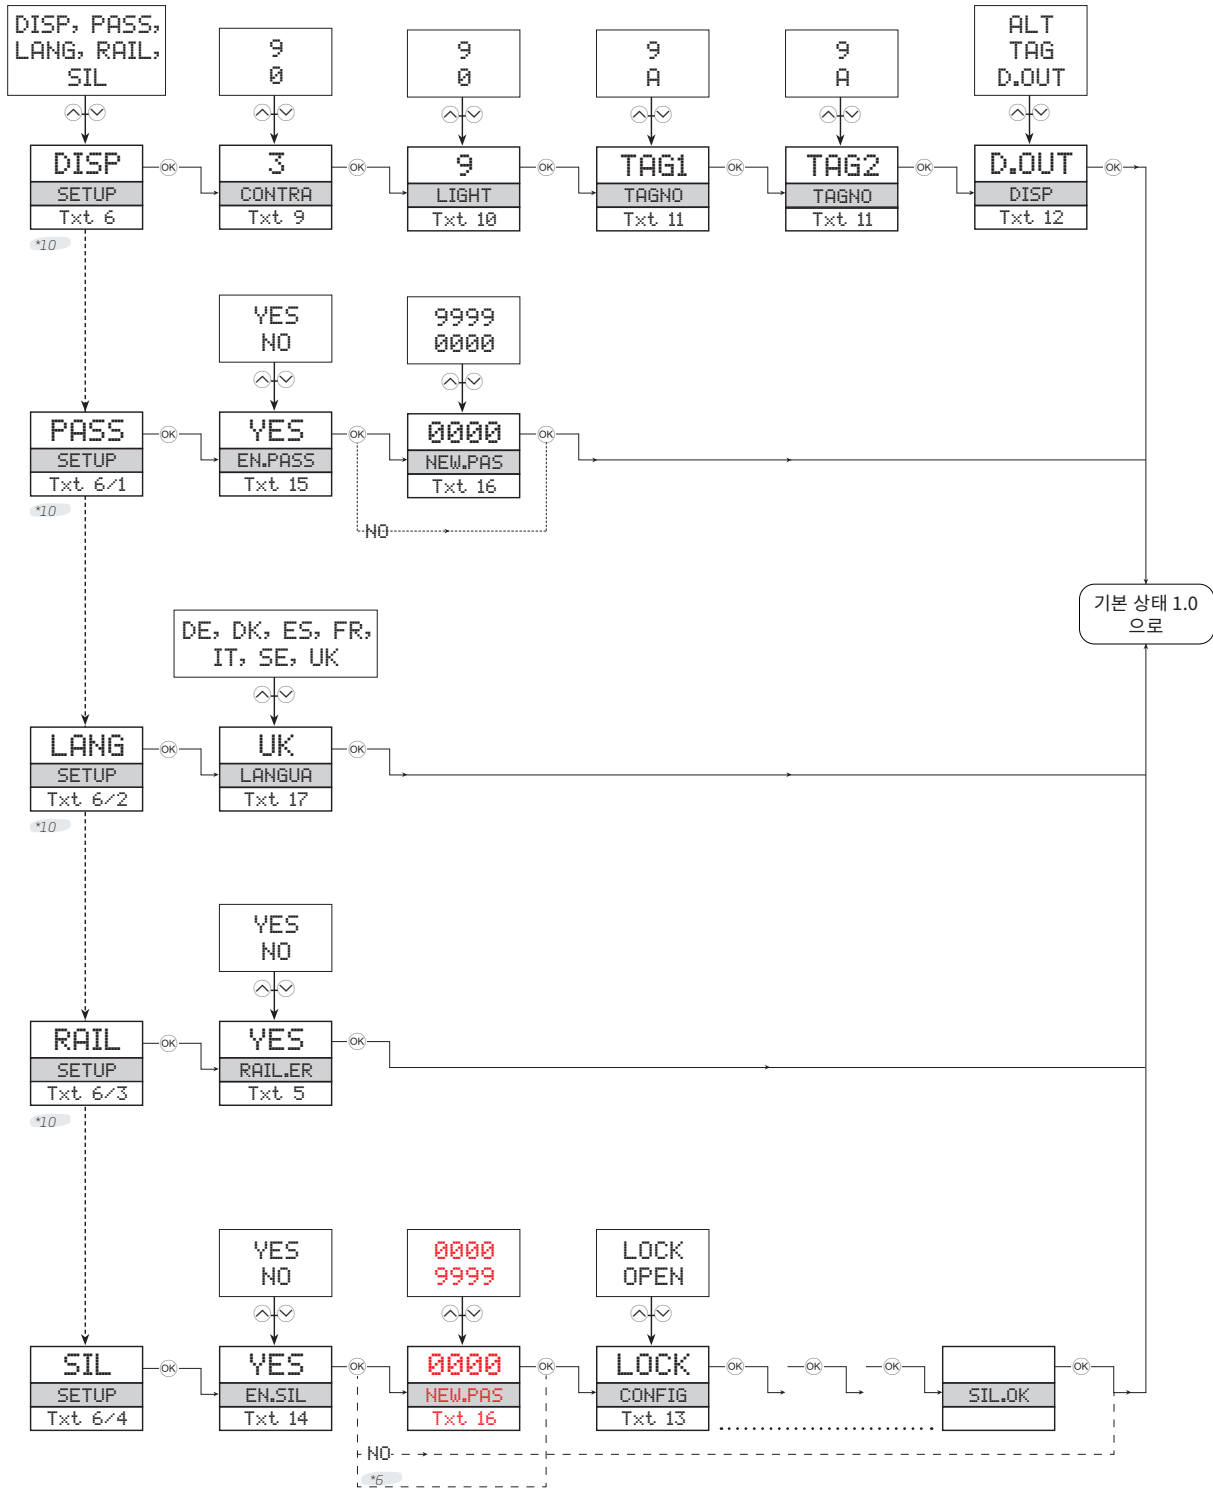 DISP, PASS,
LANG, RAIL,
SIL
9
0
9
0
9
A
9
A
ALT
TAG
D.OUT
DISP
SETUP
Txt 6
OK
3
CONTRA
Txt 9
OK
9
LIGHT
Txt 10
OK
TAG1
TAGNO
Txt 11
OK
TAG2
TAGNO
Txt 11
OK
D.OUT
DISP
Txt 12
OK
*10
YES
NO
9999
0000
PASS
SETUP
Txt 6/1
OK
YES
EN.PASS
Txt 15
OK
0000
NEW.PAS
Txt 16
OK
*10
NO
기본 상태 1.0
으로
DE, DK, ES, FR,
IT, SE, UK
LANG
SETUP
Txt 6/2
OK
UK
LANGUA
Txt 17
OK
*10
YES
NO
RAIL
SETUP
Txt 6/3
OK
YES
RAIL.ER
Txt 5
OK
*10
YES
NO
0000
9999
LOCK
OPEN
SIL
SETUP
Txt 6/4
OK
YES
EN.SIL
Txt 14
OK
0000
NEW.PAS
Txt 16
OK
LOCK
CONFIG
Txt 13
OK
OK
OK
SIL.OK
OK
NO
*6